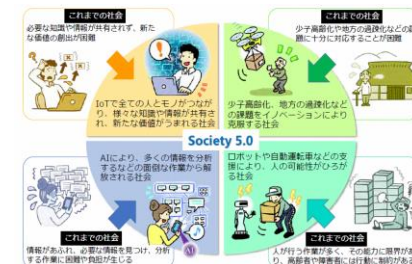 これまでの社会
必要な知識や情報が共有されず、新た
な価値の創出が困難
これまでの社会
少子高齢化や地方の過疎化などの課
題に十分に対応することが困難
IoTで全ての人とモノがつなが
り、様々な知識や情報が共有さ
れ、新たな価値がうまれる社会
少子高齢化、地方の過疎化など
の課題をイノベーションにより
克服する社会
Society 5.0
AIにより、多くの情報を分析
するなどの面倒な作業から解
放される社会
ロボットや自動運転車などの支
援により、人の可能性がひろが
る社会
AI
これまでの社会
情報があふれ、必要な情報を見つけ、分析
する作業に困難や負担が生じる
これまでの社会
人が行う作業が多く、その能力に限界があ
り、高齢者や障害者には行動に制約がある